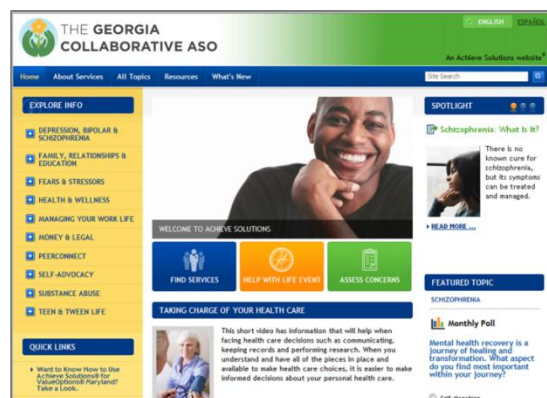 THE GEORGIA
COLLABORATIVE ASO
ENGLISH
ESPAÑOL
An Achieve Solutions website®
Home
About Services
All Topics
Resources
What's New
Site Search
EXPLORE INFO
DEPRESSION, BIPOLAR &
SCHIZOPHRENIA
FAMILY, RELATIONSHIPS &
EDUCATION
FEARS & STRESSORS
HEALTH & WELLNESS
MANAGING YOUR WORK LIFE
MONEY & LEGAL
PEERCONNECT
SELF-ADVOCACY
SUBSTANCE ABUSE
TEEN & TWEEN LIFE
QUICK LINKS
Want to Know How to Use
Achieve Solutions® for
ValueOptions® Maryland?
Take a Look.
WELCOME TO ACHIEVE SOLUTIONS
FIND SERVICES
HELP WITH LIFE EVENT
ASSESS CONCERNS
TAKING CHARGE OF YOUR HEALTH CARE
This short video has information that will help when
facing health care decisions such as communicating,
keeping records and performing research. When you
understand and have all of the pieces in place and
available to make health care choices, it is easier to make
informed decisions about your personal health care.
SPOTLIGHT
Schizophrenia: What Is It?
There is no
known cure for
schizophrenia,
but its symptoms
can be treated
and managed.
READ MORE ...
FEATURED TOPIC
SCHIZOPHRENIA
Monthly Poll
Mental health recovery is a
journey of healing and
transformation. What aspect
do you find most important
within your journey?
Self-direction